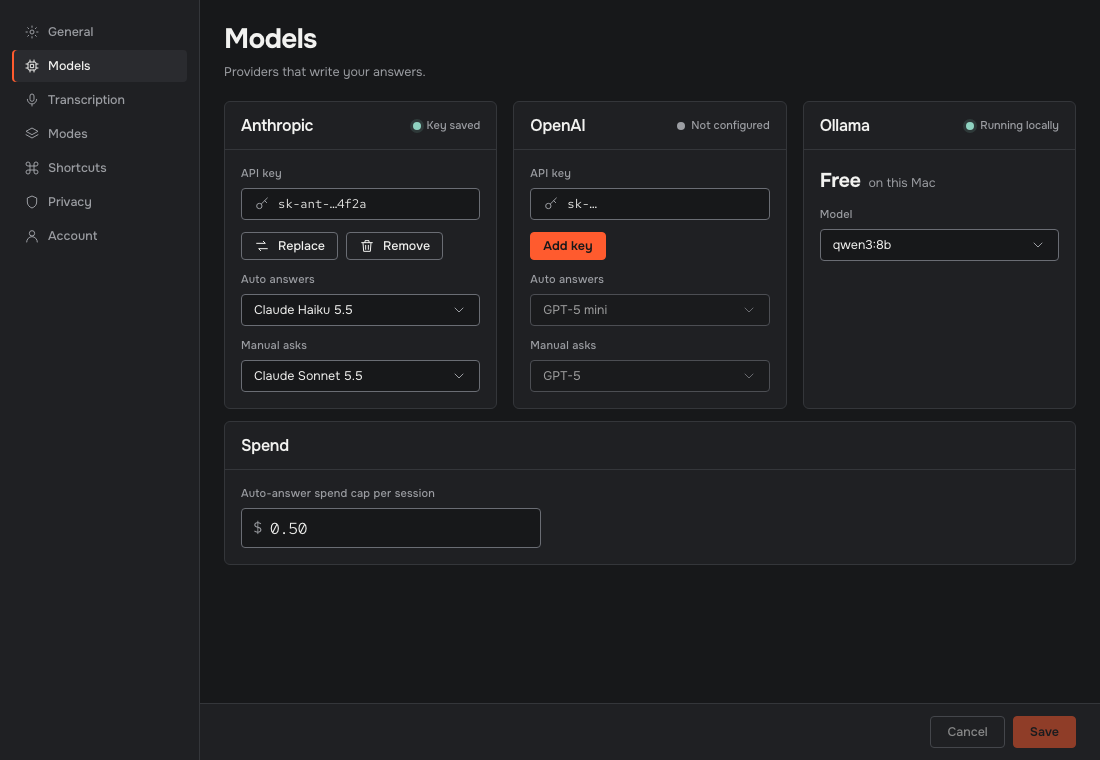 General
Models
Transcription
Modes
Shortcuts
Privacy
Account
Models
Providers that write your answers.
Anthropic
Key saved
API key
sk-ant-…4f2a
Replace
Remove
Auto answers
Claude Haiku 5.5
Manual asks
Claude Sonnet 5.5
OpenAI
Not configured
API key
sk-…
Add key
Auto answers
GPT-5 mini
Manual asks
GPT-5
Ollama
Running locally
Free on this Mac
Model
qwen3:8b
Spend
Auto-answer spend cap per session
$ 0.50
Cancel
Save